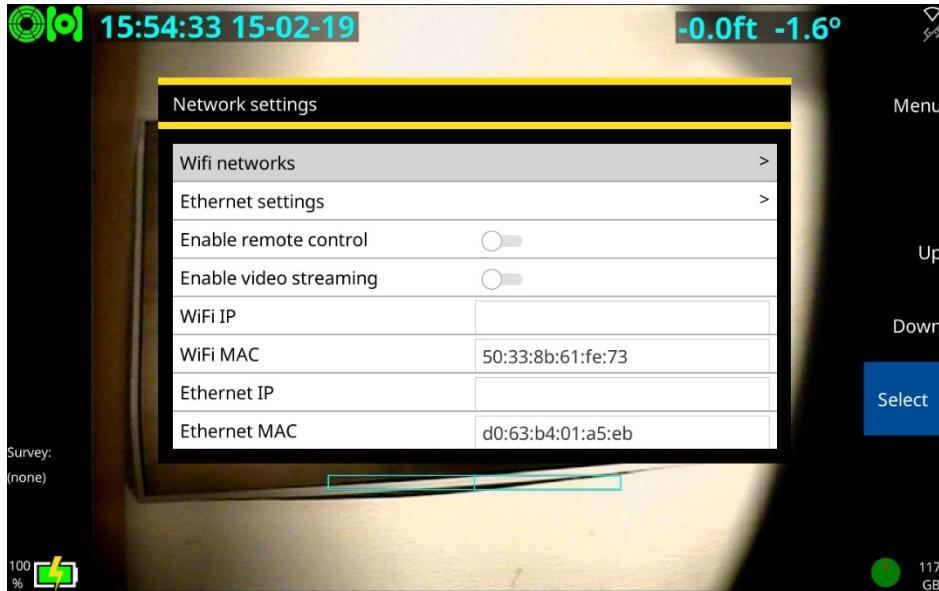 15:54:33 15-02-19
-0.0ft -1.6º
Network settings
Menu
Wifi networks >
Ethernet settings >
Enable remote control
Up
Enable video streaming
WiFi IP
Down
WiFi MAC 50:33:8b:61:fe:73
Ethernet IP
Select
Ethernet MAC d0:63:b4:01:a5:eb
Survey:
(none)
100
%
117
GB